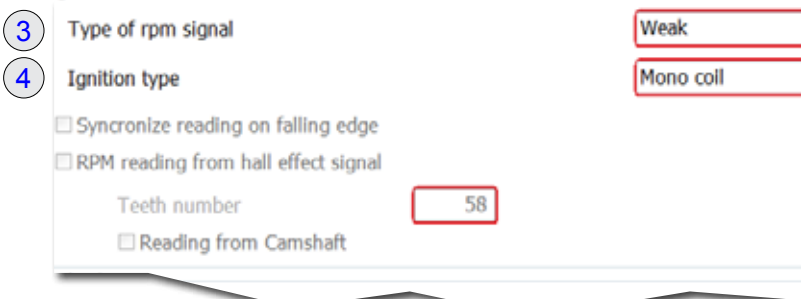 3 Type of rpm signal Weak
4 Ignition type Mono coil
Syncronize reading on falling edge
RPM reading from hall effect signal
Teeth number 58
Reading from Camshaft